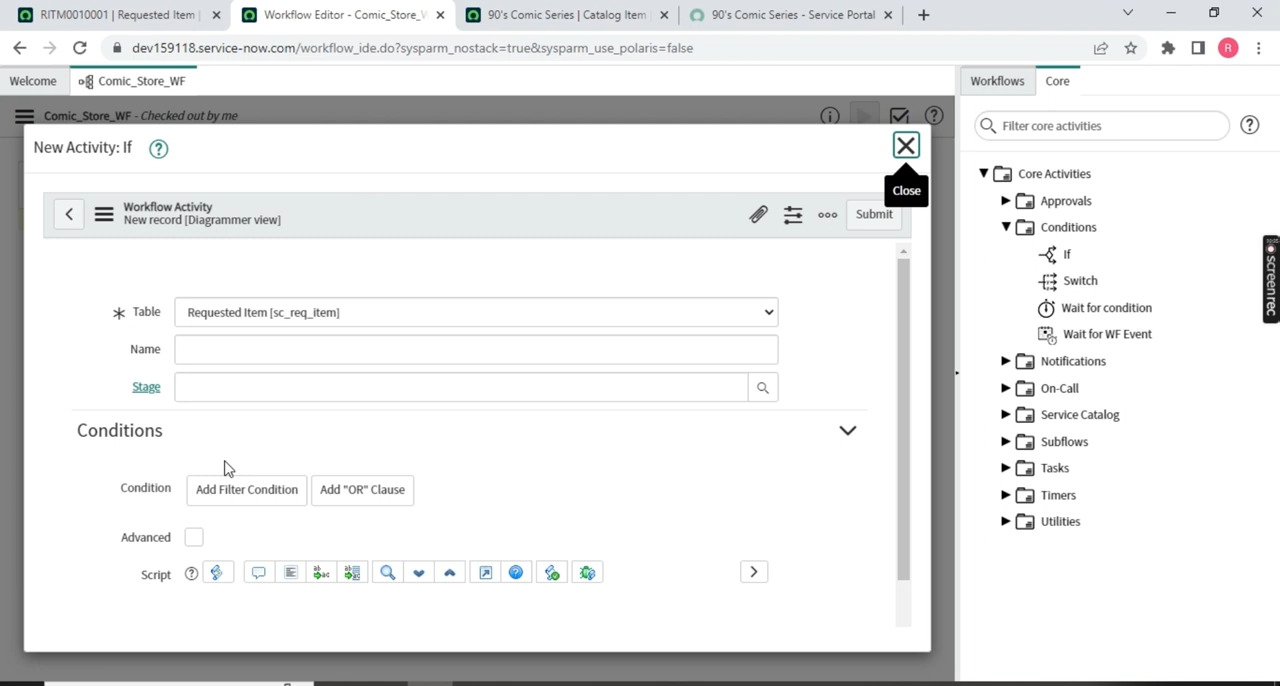 RITM0010001 | Requested Item |
Workflow Editor - Comic_Store_W
90's Comic Series | Catalog Item
90's Comic Series - Service Portal
dev159118.service-now.com/workflow_ide.do?sysparm_nostack=true&sysparm_use_polaris=false
R
Welcome
Comic_Store_WF
Workflows
Core
Comic_Store_WF - Checked out by me
Filter core activities
New Activity: If
Close
Workflow Activity
New record [Diagrammer view]
Submit
Table
Requested Item [sc_req_item]
Name
Stage
Conditions
Condition
Add Filter Condition
Add "OR" Clause
Advanced
Script
Core Activities
Approvals
Conditions
If
Switch
Wait for condition
Wait for WF Event
Notifications
On-Call
Service Catalog
Subflows
Tasks
Timers
Utilities
screenrec